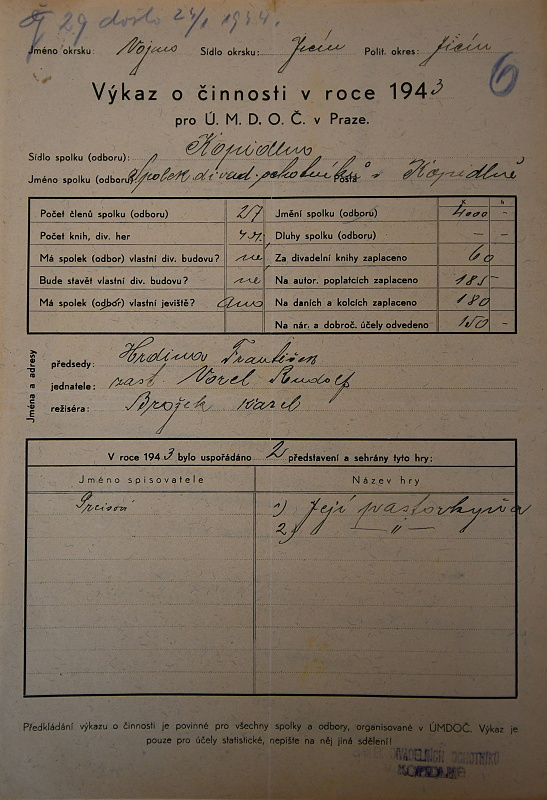 29 došlo 24/1 1944.
Jméno okrsku: Vojmo Sídlo okrsku: Jičín Polit. okres: Jičín
6
Výkaz o činnosti v roce 1943
pro Ú. M. D. O. Č. v Praze.
Sídlo spolku (odboru): Kopidlno
Jméno spolku (odboru) Spolek divad. ochotníků v Kopidlně
Pošta
Počet členů spolku (odboru) 27 Jmění spolku (odboru) 4000 -
Počet knih, div. her Dluhy spolku (odboru) - -
Má spolek (odbor) vlastní div. budovu? ne Za divadelní knihy zaplaceno 60
Bude stavět vlastní div. budovu? ne Na autor. poplatcích zaplaceno 185 -
Má spolek (odbor) vlastní jeviště? ano Na daních a kolcích zaplaceno 180
Na nár. a dobroč. účely odvedeno 150 -
Jména a adresy
předsedy: Hrdina František
jednatele: zast. Vorel Rudolf
režiséra: Brožek Karel
V roce 1943 bylo uspořádáno 2 představení a sehrány tyto hry:
Jméno spisovatele Název hry
Preisová 1) Její pastorkyňa
2) — " —
Předkládání výkazu o činnosti je povinné pro všechny spolky a odbory, organisované v ÚMDOČ. Výkaz je
pouze pro účely statistické, nepište na něj jiná sdělení!